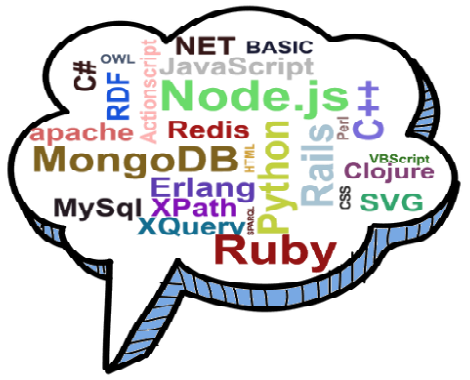 NET
BASIC
OWL
C#
RDF
Actionscript
JavaScript
Node.js
C++
apache
Redis
Perl
MongoDB
HTML
Python
Rails
VBScript
Clojure
Erlang
CSS
MySql
XPath
SPARQL
SVG
XQuery
Ruby